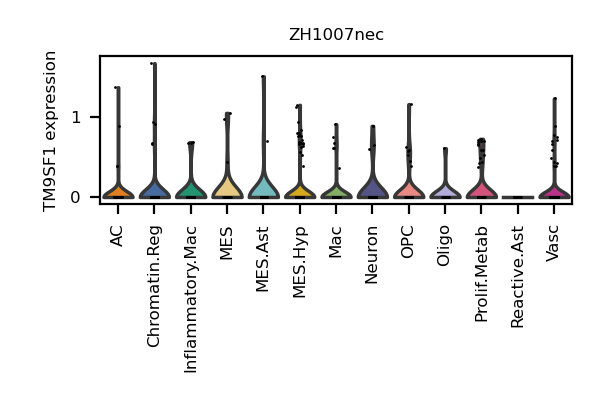 ZH1007nec
TM9SF1 expression
1
0
AC
Chromatin.Reg
Inflammatory.Mac
MES
MES.Ast
MES.Hyp
Mac
Neuron
OPC
Oligo
Prolif.Metab
Reactive.Ast
Vasc